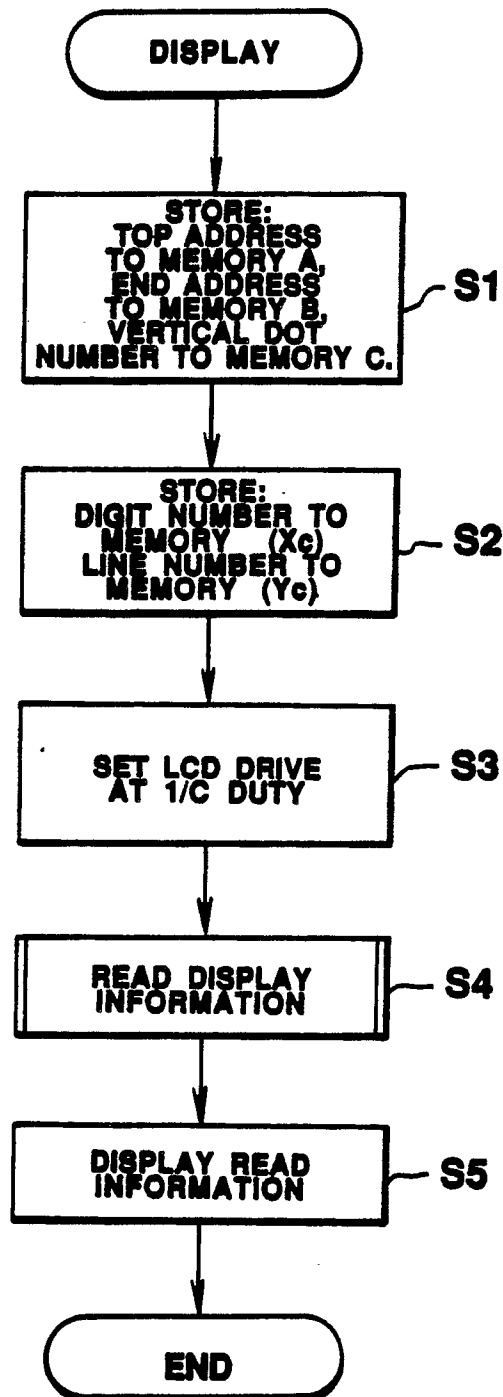 DISPLAY
STORE:
TOP ADDRESS
TO MEMORY A,
END ADDRESS
TO MEMORY B,
VERTICAL DOT
NUMBER TO MEMORY C.
S1
STORE:
DIGIT NUMBER TO
MEMORY (Xc)
LINE NUMBER TO
MEMORY (Yc)
S2
SET LCD DRIVE
AT 1/C DUTY
S3
READ DISPLAY
INFORMATION
S4
DISPLAY READ
INFORMATION
S5
END